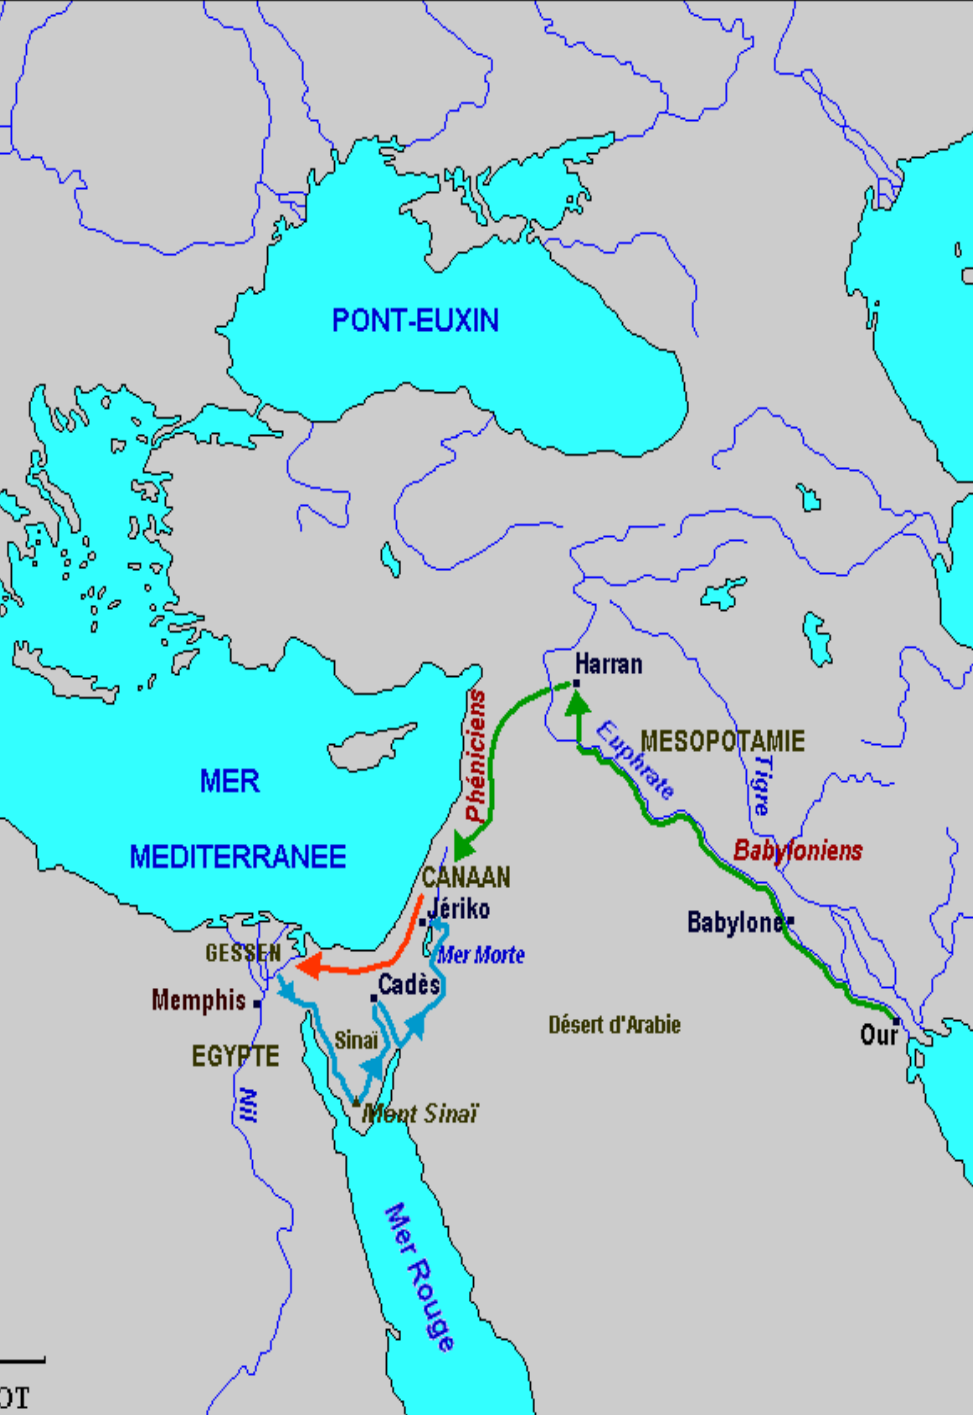 PONT-EUXIN
Harran
Phéniciens
Euphrate
MESOPOTAMIE
Tigre
MER
MEDITERRANEE
Babyloniens
CANAAN
Jériko
Babylone
GESSEN
Mer Morte
Cadès
Memphis
Désert d'Arabie
Our
Sinaï
EGYPTE
Nil
Mont Sinaï
Mer Rouge
OT